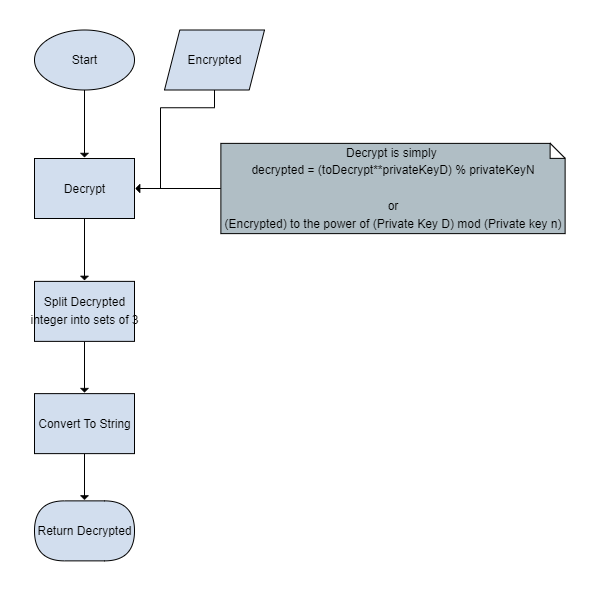 Start
Encrypted
Decrypt is simply
decrypted = (toDecrypt**privateKeyD) % privateKeyN
or
(Encrypted) to the power of (Private Key D) mod (Private key n)
Decrypt
Split Decrypted
integer into sets of 3
Convert To String
Return Decrypted